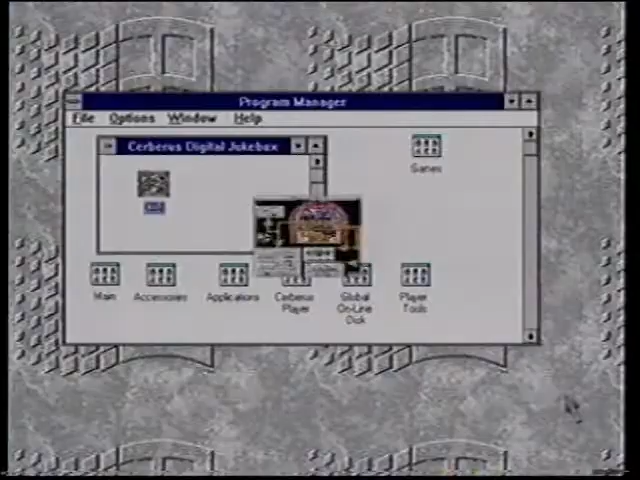 Program Manager
File Options Window Help
Cerberus Digital Jukebox
Games
CDJ
Main
Accessories
Applications
Cerberus
Player
Global
On-Line
Disk
Player
Tools